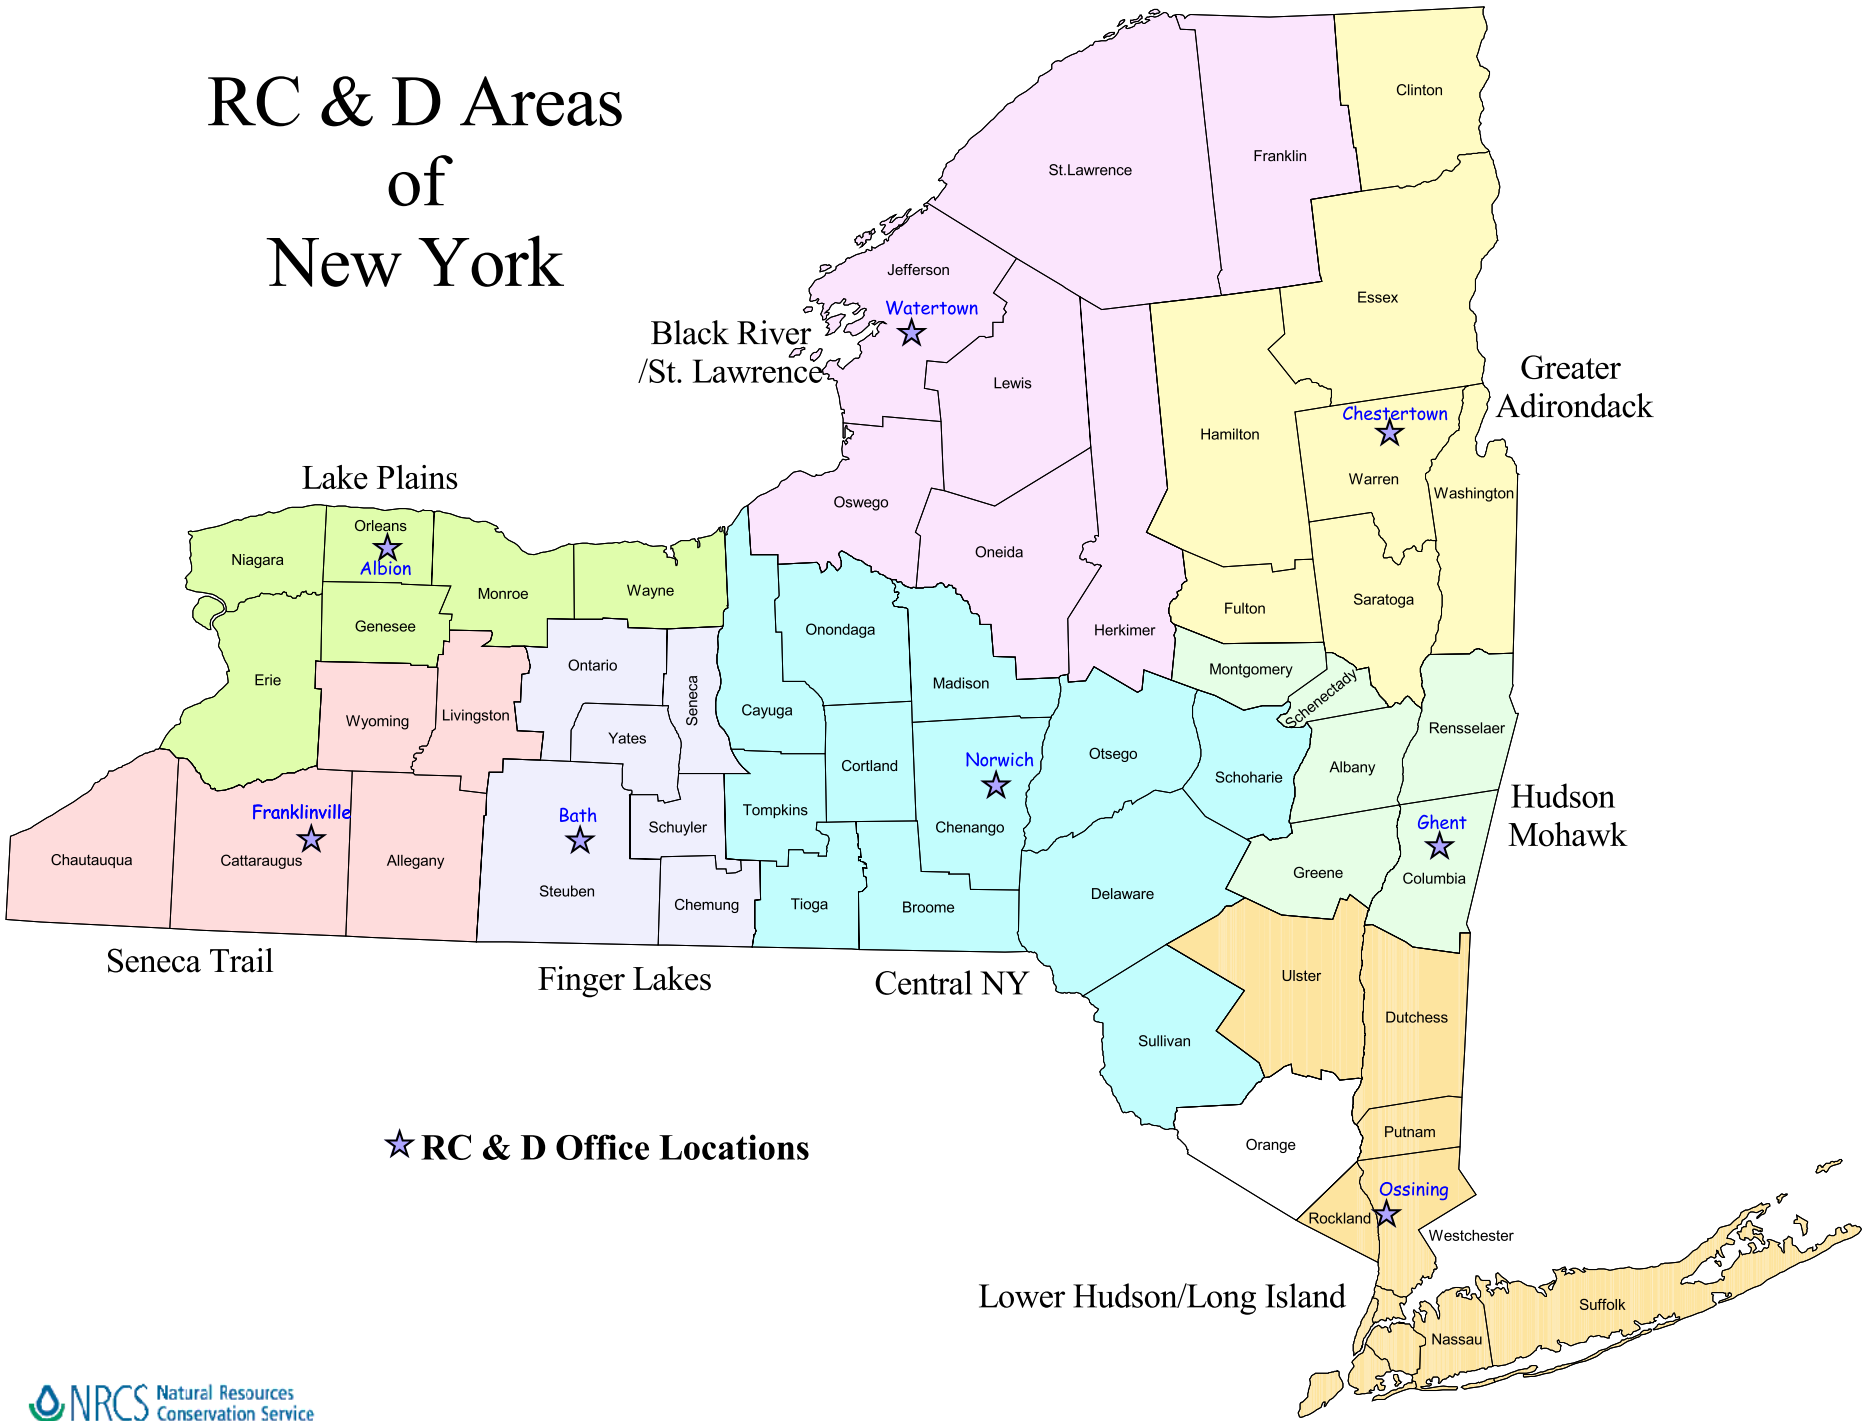 RC & D Areas
of
New York
Clinton
Franklin
St.Lawrence
Jefferson
Watertown
Essex
Black River
/St. Lawrence
Greater
Adirondack
Lewis
Chestertown
Hamilton
Warren
Washington
Lake Plains
Oswego
Orleans
Albion
Niagara
Monroe
Wayne
Oneida
Genesee
Fulton
Saratoga
Onondaga
Herkimer
Erie
Ontario
Seneca
Madison
Montgomery
Schenectady
Wyoming
Livingston
Cayuga
Yates
Rensselaer
Otsego
Norwich
Cortland
Schoharie
Albany
Hudson
Mohawk
Franklinville
Bath
Tompkins
Schuyler
Chenango
Ghent
Chautauqua
Cattaraugus
Allegany
Greene
Columbia
Steuben
Chemung
Tioga
Broome
Delaware
Seneca Trail
Finger Lakes
Central NY
Ulster
Dutchess
Sullivan
Putnam
Orange
RC & D Office Locations
Ossining
Rockland
Westchester
Lower Hudson/Long Island
Suffolk
Nassau
NRCS Natural Resources
Conservation Service